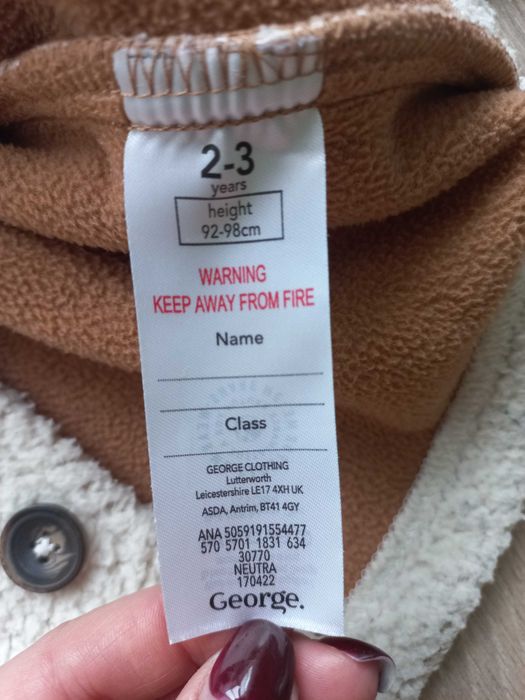 2-3
years
height
92-98cm
WARNING
KEEP AWAY FROM FIRE
Name
Class
GEORGE CLOTHING
Lutterworth
Leicestershire LE17 4XH UK
ASDA, Antrim, BT41 4GY
ANA 5059191554477
570 5701 1831 634
30770
NEUTRA
170422
George.